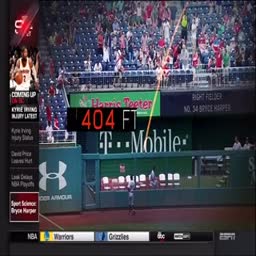 COMING UP
KYRIE IRVING
INJURY LATEST
Kyrie Irving
Injury Status
David Price
Leaves Hurt
Leak Delays
NBA Playoffs
Sport Science:
Bryce Harper
Harris Teeter
404 FT
T··Mobile
RIGHT FIELDER
NO. 34 BRYCE HARPER
UNDER ARMOUR
NBA Warriors Grizzlies abc ESPN